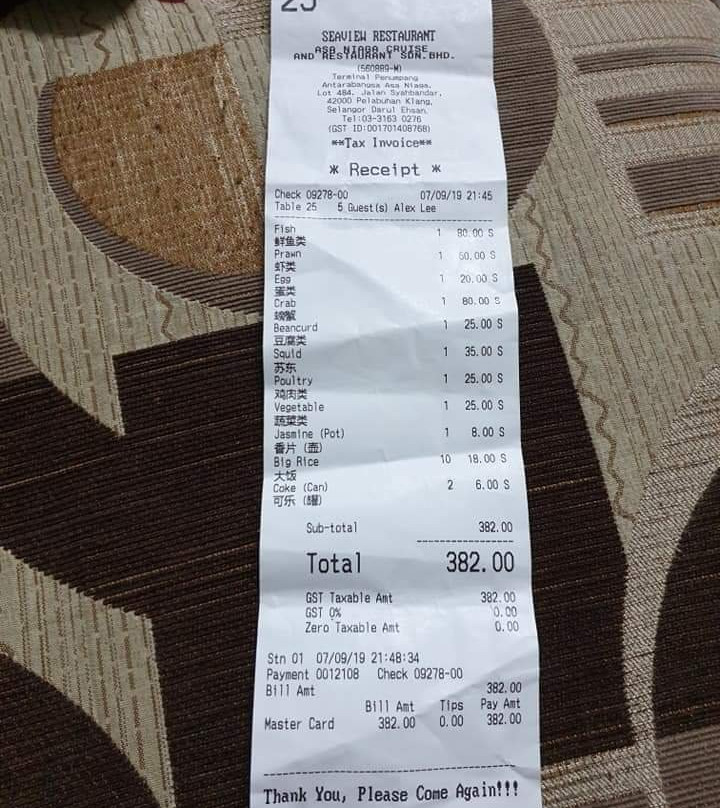 25
SEAVIEW RESTAURANT
ASA NIAGA CRUISE
AND RESTAURANT SDN.BHD.
(560889-M)
Terminal Penumpang
Antarabangsa Asa Niaga,
Lot 484, Jalan Syahbandar,
42000 Pelabuhan Klang,
Selangor Darul Ehsan.
Tel:03-3163 0276
(GST ID:001701408768)
**Tax Invoice**
* Receipt *
Check 09278-00 07/09/19 21:45
Table 25 5 Guest(s) Alex Lee
Fish 1 80.00 S
鲜鱼类
Prawn 1 60.00 S
虾类
Egg 1 20.00 S
蛋类
Crab 1 80.00 S
螃蟹
Beancurd 1 25.00 S
豆腐类
Squid 1 35.00 S
苏东
Poultry 1 25.00 S
鸡肉类
Vegetable 1 25.00 S
蔬菜类
Jasmine (Pot) 1 8.00 S
香片 (壶)
Big Rice 10 18.00 S
大饭
Coke (Can) 2 6.00 S
可乐 (罐)
Sub-total 382.00
Total 382.00
GST Taxable Amt 382.00
GST 0% 0.00
Zero Taxable Amt 0.00
Stn 01 07/09/19 21:48:34
Payment 0012108 Check 09278-00
Bill Amt 382.00
Bill Amt Tips Pay Amt
Master Card 382.00 0.00 382.00
Thank You, Please Come Again!!!